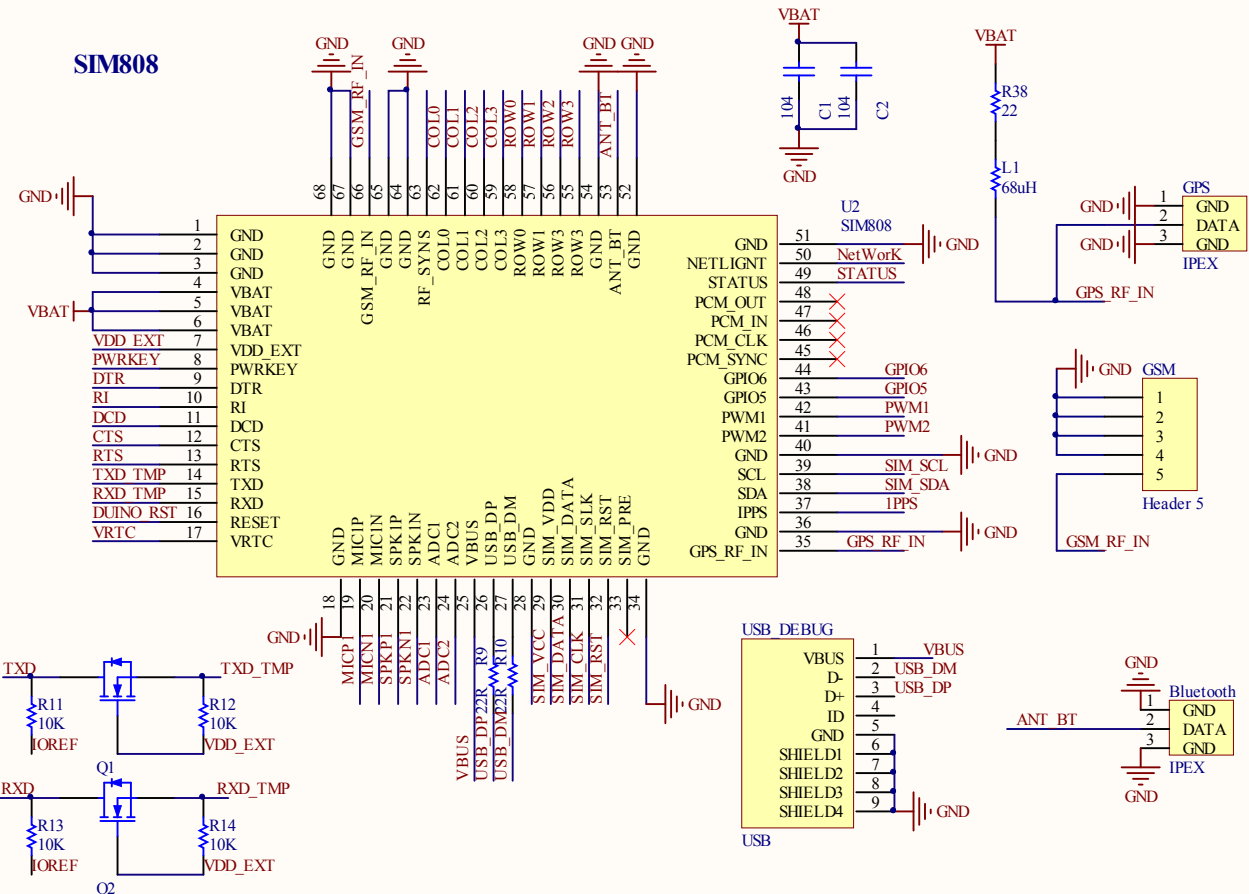 SIM808
GND
GND
GND GND
GSM_RF_IN
COL0
COL1
COL2
COL3
ROW0
ROW1
ROW2
ROW3
ANT_BT
68
67
66
65
64
63
62
61
60
59
58
57
56
55
54
53
52
VBAT
104
C1
104
C2
GND
VBAT
R38
22
L1
68uH
GPS
GND
1
GND
2
DATA
GND
3
GND
IPEX
GPS_RF_IN
U2
SIM808
GND
GND
GSM_RF_IN
GND
GND
RF_SYNS
COL0
COL1
COL2
COL3
ROW0
ROW1
ROW3
ROW3
GND
ANT_BT
GND
GND
1 GND
2 GND
3 GND
4 VBAT
VBAT
5 VBAT
6 VBAT
VDD_EXT 7 VDD_EXT
PWRKEY 8 PWRKEY
DTR 9 DTR
RI 10 RI
DCD 11 DCD
CTS 12 CTS
RTS 13 RTS
TXD_TMP 14 TXD
RXD_TMP 15 RXD
DUINO_RST 16 RESET
VRTC 17 VRTC
GND 51 GND
NETLIGNT 50 NetWorK
STATUS 49 STATUS
PCM_OUT 48
PCM_IN 47
PCM_CLK 46
PCM_SYNC 45
GPIO6 44 GPIO6
GPIO5 43 GPIO5
PWM1 42 PWM1
PWM2 41 PWM2
GND 40 GND
SCL 39 SIM_SCL
SDA 38 SIM_SDA
IPPS 37 1PPS
GND 36 GND
GPS_RF_IN 35 GPS_RF_IN
GND
GSM
1
2
3
4
5
Header 5
GSM_RF_IN
GND
MICIP
MICIN
SPKIP
SPKIN
ADC1
ADC2
VBUS
USB_DP
USB_DM
GND
SIM_VDD
SIM_DATA
SIM_SLK
SIM_RST
SIM_PRE
GND
18
19
20
21
22
23
24
25
26
27
28
29
30
31
32
33
34
GND
MICP1
MICN1
SPKP1
SPKN1
ADC1
ADC2
VBUS
USB_DP
22R
R9
USB_DM
22R
R10
SIM_VCC
SIM_DATA
SIM_CLK
SIM_RST
GND
TXD
TXD_TMP
R11
10K
IOREF
R12
10K
VDD_EXT
Q1
RXD
RXD_TMP
R13
10K
IOREF
R14
10K
VDD_EXT
Q2
USB_DEBUG
VBUS 1 VBUS
D- 2 USB_DM
D+ 3 USB_DP
ID 4
GND 5
SHIELD1 6
SHIELD2 7
SHIELD3 8
SHIELD4 9 GND
USB
GND
Bluetooth
1 GND
ANT_BT 2 DATA
3 GND
IPEX
GND